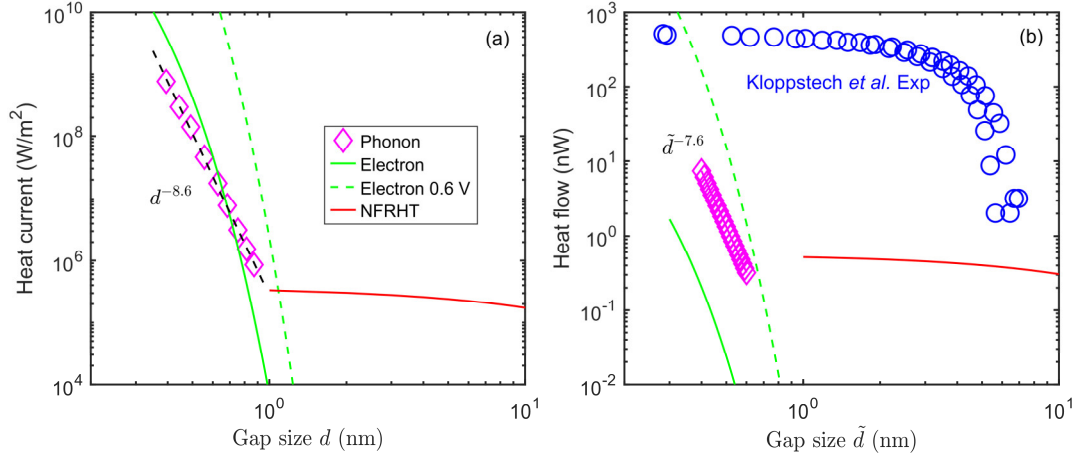 (a)
10^10
10^8
10^6
10^4
Heat current (W/m^2)
d^−8.6
Phonon
Electron
Electron 0.6 V
NFRHT
10^0
10^1
Gap size d (nm)
(b)
10^3
10^2
10^1
10^0
10^-1
10^-2
Heat flow (nW)
Kloppstech et al. Exp
d̃^−7.6
10^0
10^1
Gap size d̃ (nm)